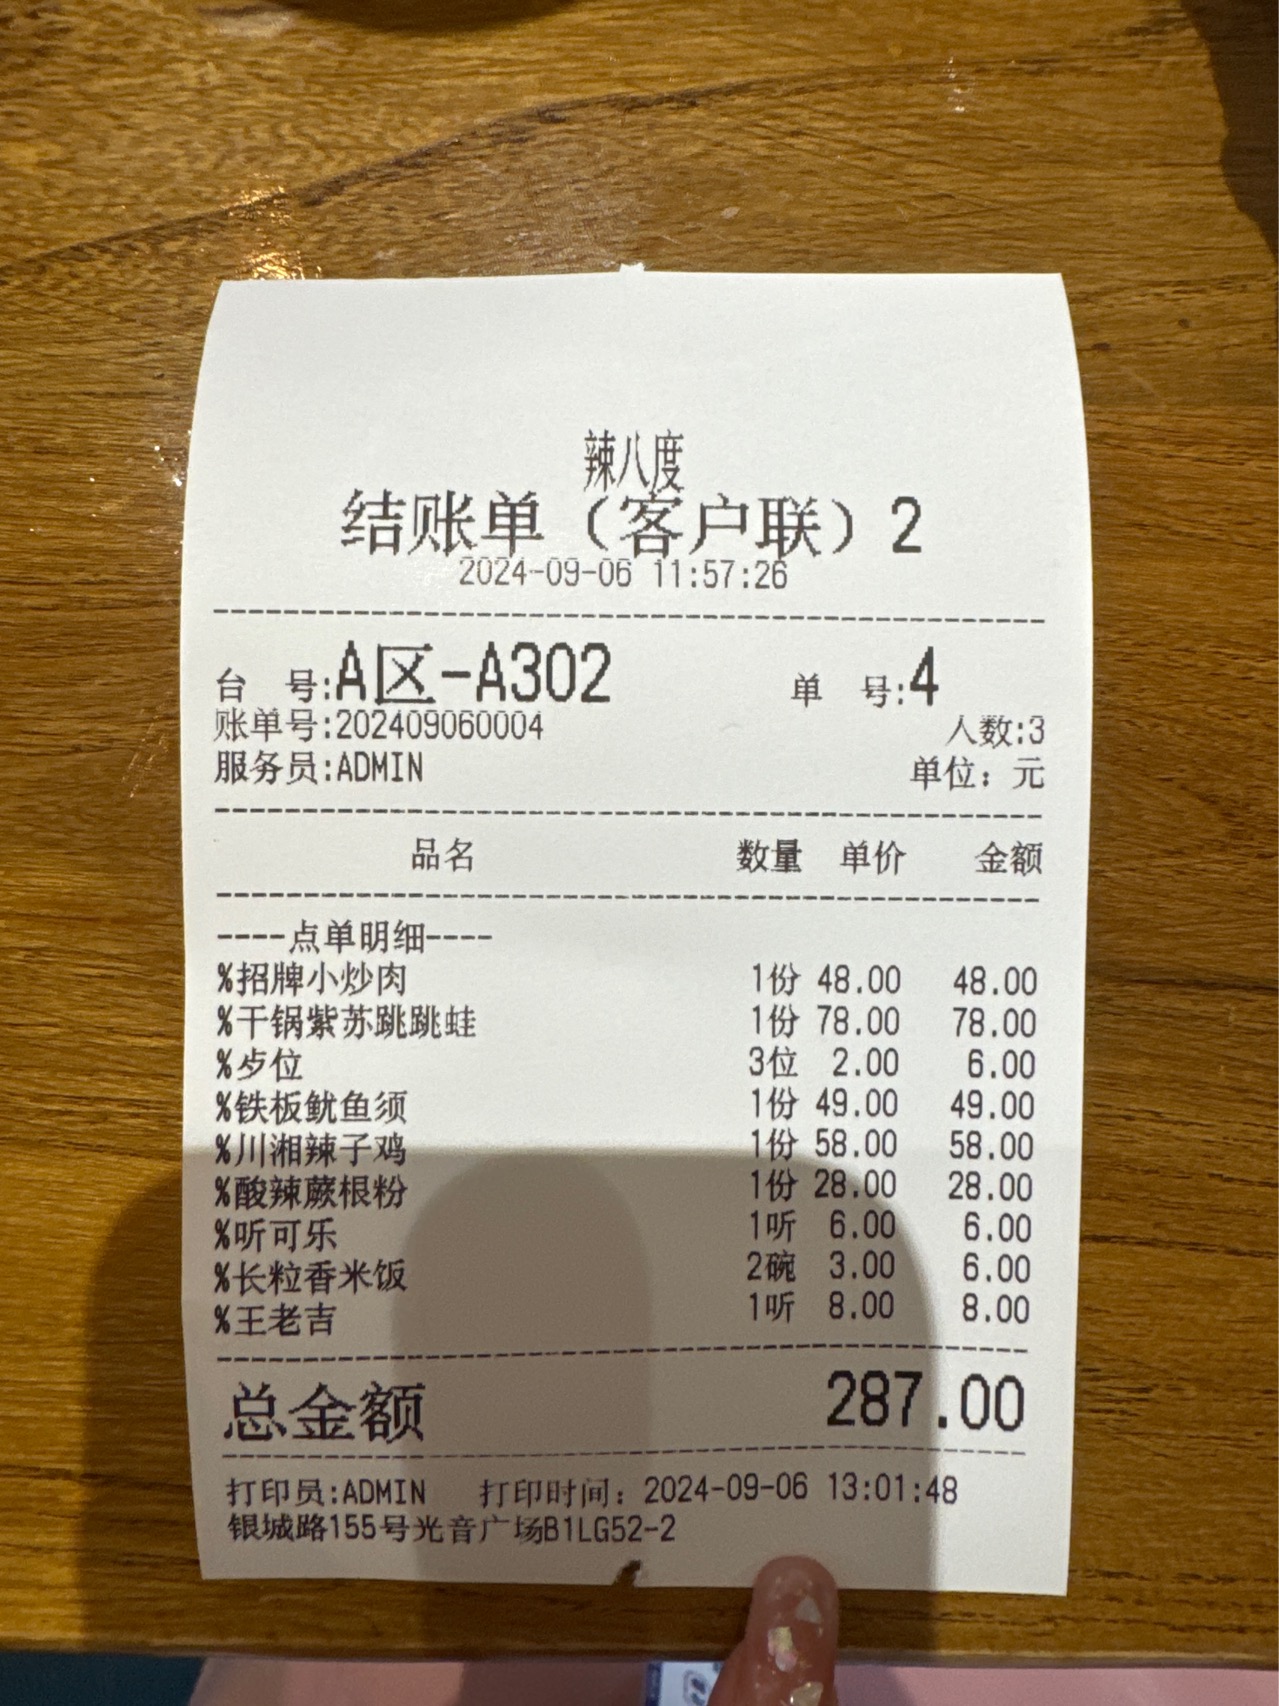 辣八度
结账单（客户联）2
2024-09-06 11:57:26
台 号:A区-A302 单 号:4
账单号:202409060004 人数:3
服务员:ADMIN 单位：元
品名 数量 单价 金额
----点单明细----
%招牌小炒肉 1份 48.00 48.00
%干锅紫苏跳跳蛙 1份 78.00 78.00
%歺位 3位 2.00 6.00
%铁板鱿鱼须 1份 49.00 49.00
%川湘辣子鸡 1份 58.00 58.00
%酸辣蕨根粉 1份 28.00 28.00
%听可乐 1听 6.00 6.00
%长粒香米饭 2碗 3.00 6.00
%王老吉 1听 8.00 8.00
总金额 287.00
打印员:ADMIN 打印时间：2024-09-06 13:01:48
银城路155号光音广场B1LG52-2